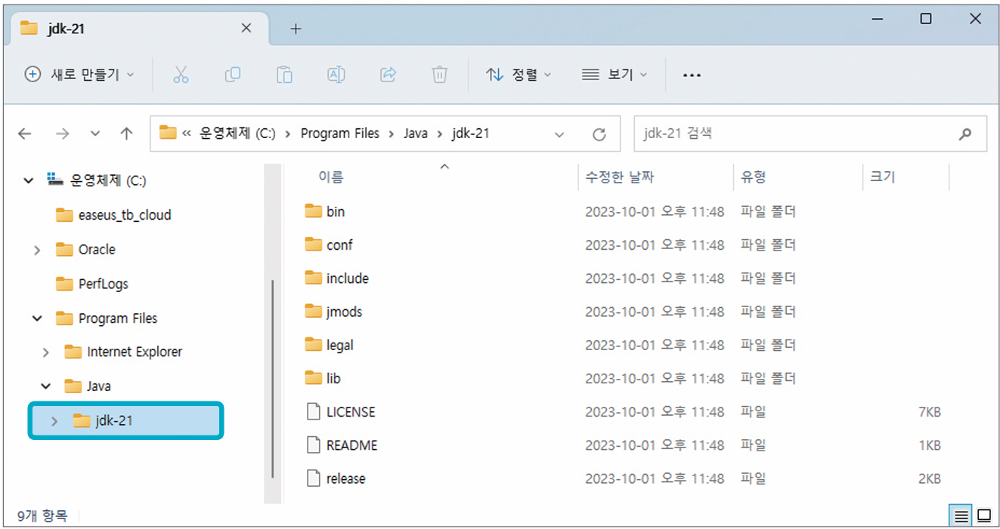 jdk-21
새로 만들기 정렬 보기 ...
« 운영체제 (C:) > Program Files > Java > jdk-21 jdk-21 검색
운영체제 (C:)
easeus_tb_cloud
Oracle
PerfLogs
Program Files
Internet Explorer
Java
jdk-21
이름 수정한 날짜 유형 크기
bin 2023-10-01 오후 11:48 파일 폴더
conf 2023-10-01 오후 11:48 파일 폴더
include 2023-10-01 오후 11:48 파일 폴더
jmods 2023-10-01 오후 11:48 파일 폴더
legal 2023-10-01 오후 11:48 파일 폴더
lib 2023-10-01 오후 11:48 파일 폴더
LICENSE 2023-10-01 오후 11:48 파일 7KB
README 2023-10-01 오후 11:48 파일 1KB
release 2023-10-01 오후 11:48 파일 2KB
9개 항목